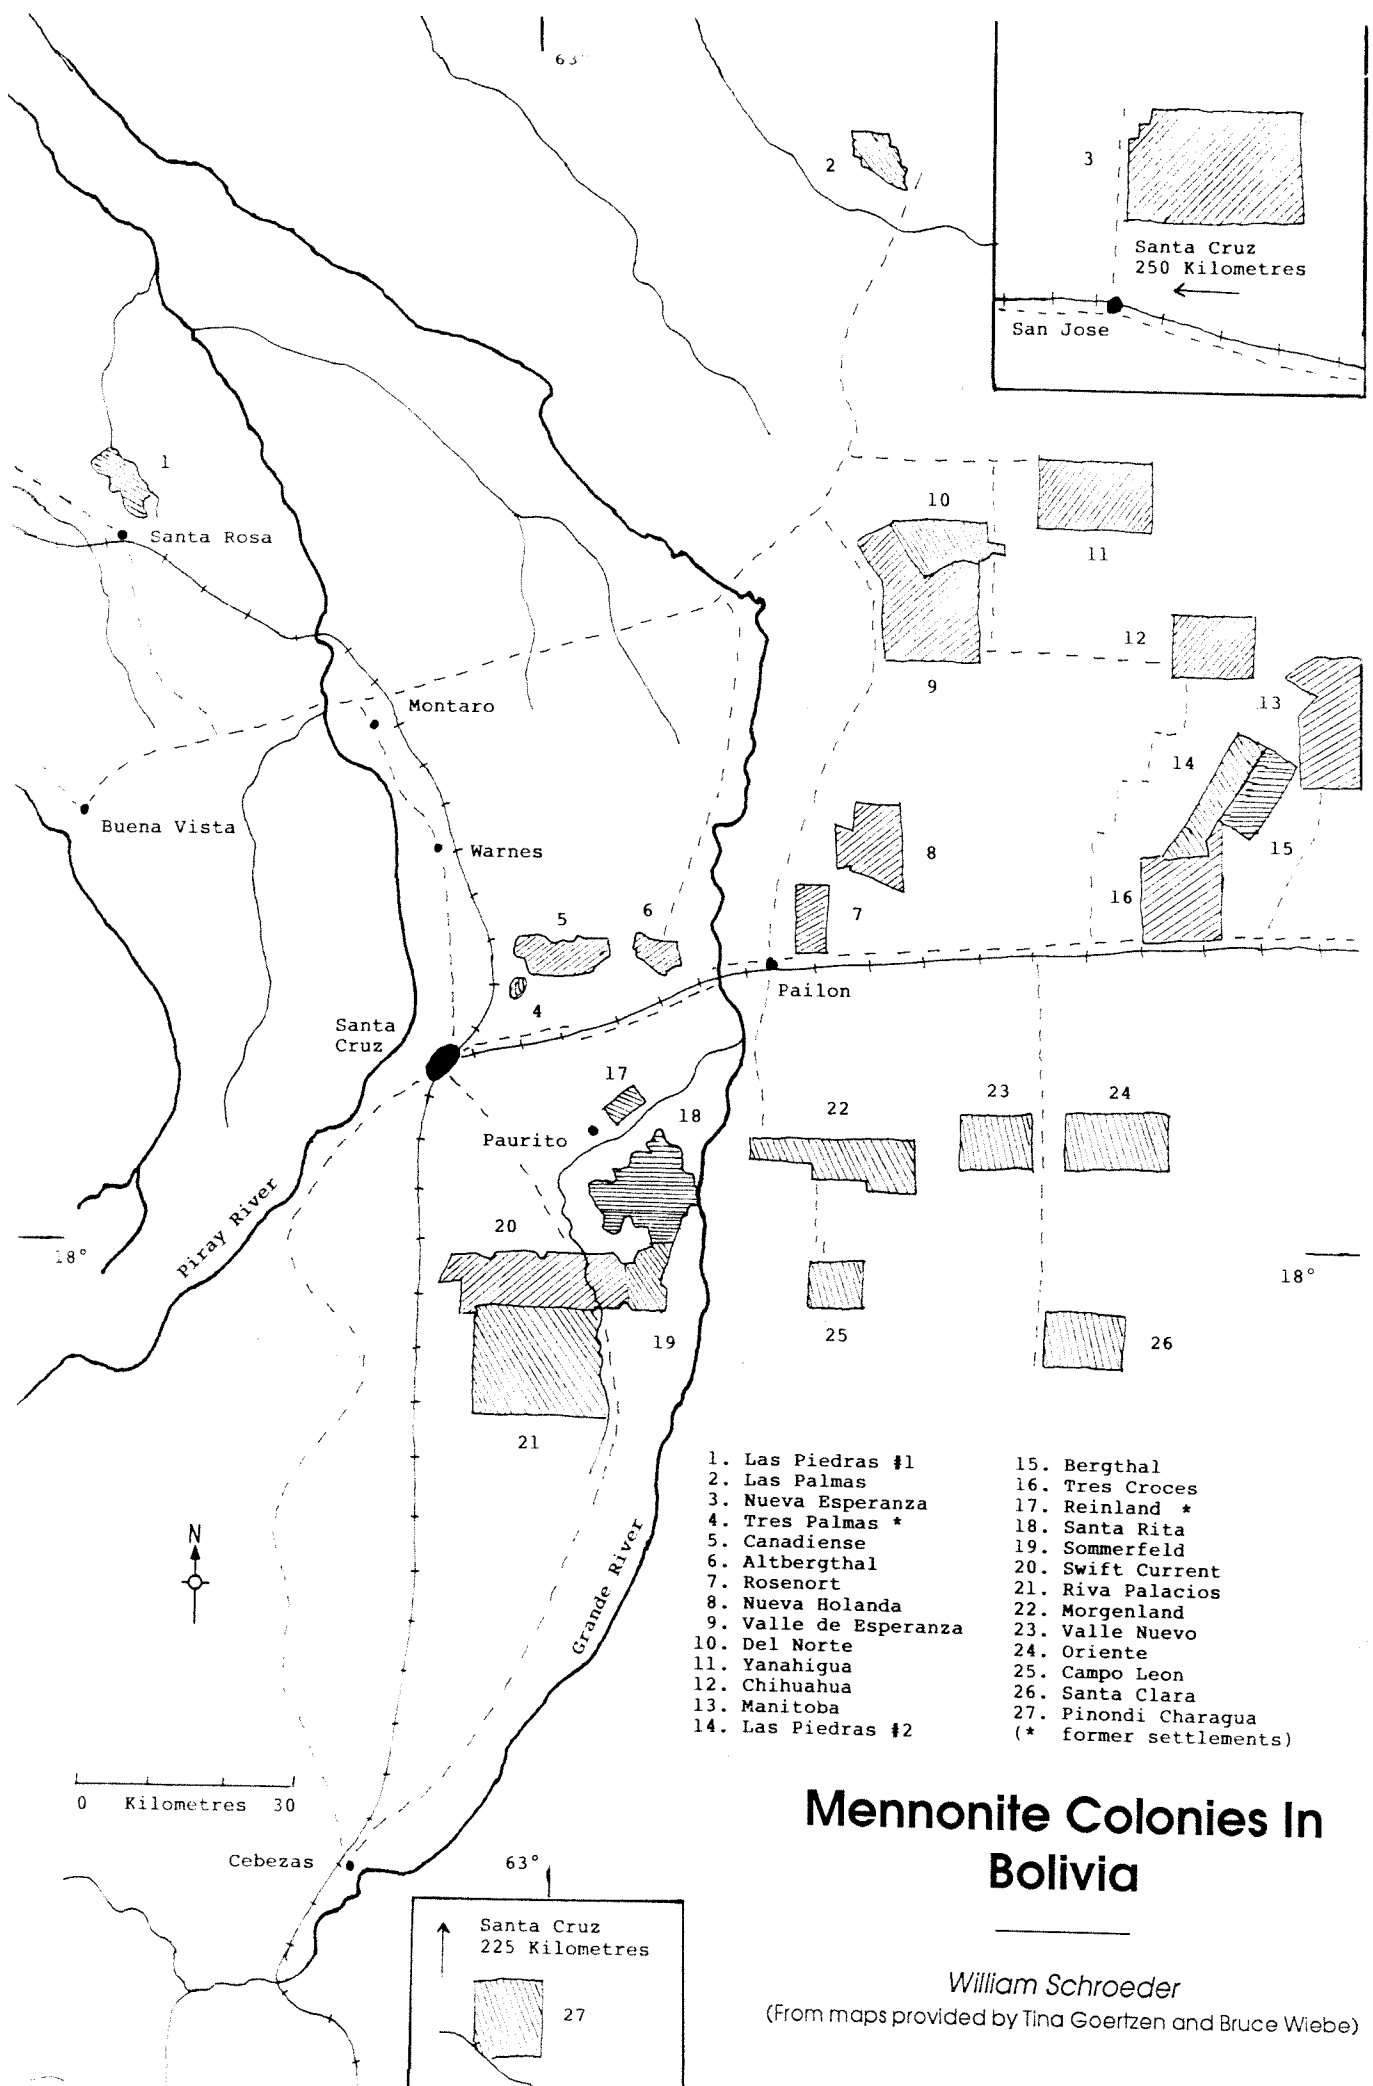 63°
2
3
Santa Cruz
250 Kilometres
San Jose
1
Santa Rosa
10
11
12
9
13
Montaro
14
Buena Vista
Warnes
8
15
16
5
6
7
4
Pailon
Santa
Cruz
17
18
22
23
24
Paurito
Piray River
20
18°
18°
19
25
26
21
1. Las Piedras #1
2. Las Palmas
3. Nueva Esperanza
4. Tres Palmas *
5. Canadiense
6. Altbergthal
7. Rosenort
8. Nueva Holanda
9. Valle de Esperanza
10. Del Norte
11. Yanahigua
12. Chihuahua
13. Manitoba
14. Las Piedras #2
15. Bergthal
16. Tres Croces
17. Reinland *
18. Santa Rita
19. Sommerfeld
20. Swift Current
21. Riva Palacios
22. Morgenland
23. Valle Nuevo
24. Oriente
25. Campo Leon
26. Santa Clara
27. Pinondi Charagua
(* former settlements)
N
Grande River
0 Kilometres 30
Cebezas
63°
Santa Cruz
225 Kilometres
27
Mennonite Colonies In
Bolivia
William Schroeder
(From maps provided by Tina Goertzen and Bruce Wiebe)